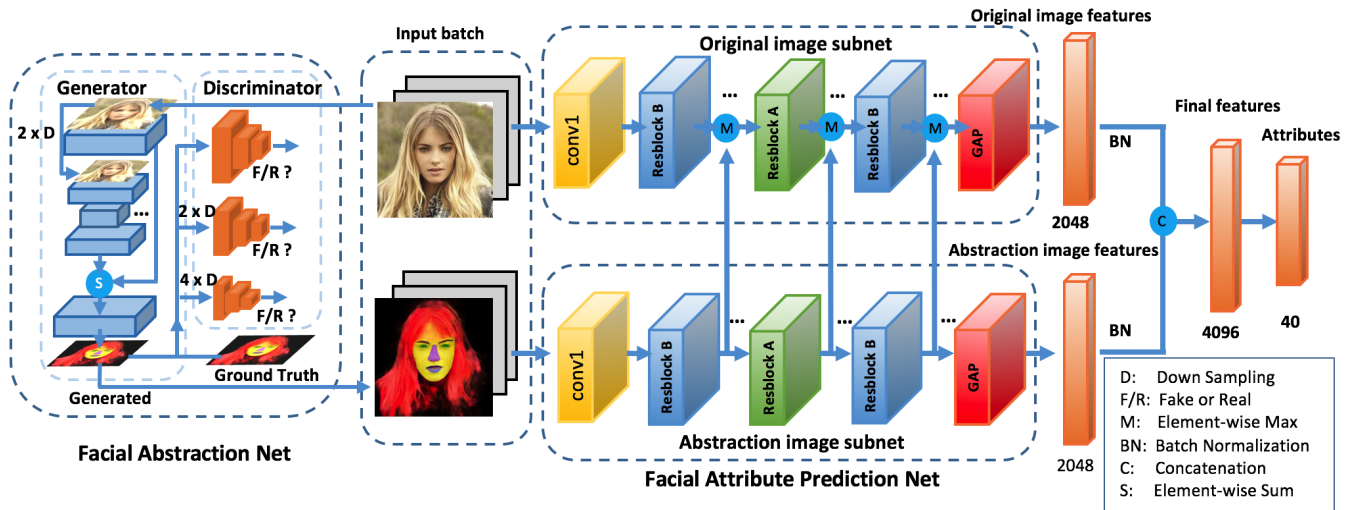 Generator
Discriminator
2 x D
F/R ?
...
2 x D
F/R ?
S
4 x D
F/R ?
Ground Truth
Generated
Facial Abstraction Net
Input batch
Original image subnet
conv1
Resblock B
...
M
Resblock A
...
M
Resblock B
...
M
GAP
Abstraction image subnet
conv1
Resblock B
...
Resblock A
...
Resblock B
...
GAP
Facial Attribute Prediction Net
Original image features
2048
BN
Abstraction image features
2048
BN
C
Final features
4096
Attributes
40
D: Down Sampling
F/R: Fake or Real
M: Element-wise Max
BN: Batch Normalization
C: Concatenation
S: Element-wise Sum